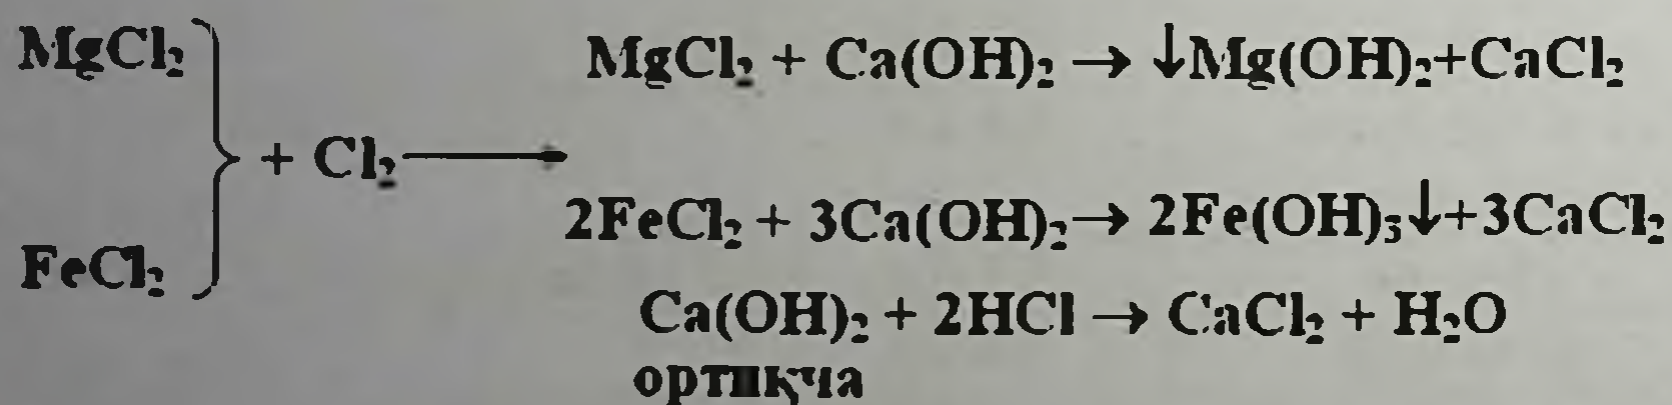 MgCl₂
MgCl₂ + Ca(OH)₂ → ↓Mg(OH)₂+CaCl₂
+ Cl₂ →
2FeCl₂ + 3Ca(OH)₂→ 2Fe(OH)₃↓+3CaCl₂
FeCl₂
Ca(OH)₂ + 2HCl → CaCl₂ + H₂O
ортиқча